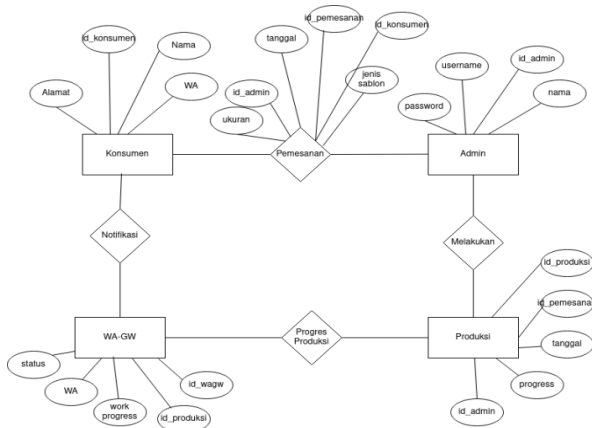 id_konsumen
Nama
Alamat
WA
Konsumen
tanggal
id_pemesanan
id_konsumen
id_admin
jenis
sablon
ukuran
Pemesanan
username
id_admin
password
nama
Admin
Notifikasi
Melakukan
WA-GW
Progres
Produksi
Produksi
id_produksi
id_pemesana
tanggal
progress
id_admin
status
WA
work
progress
id_produksi
id_wagw